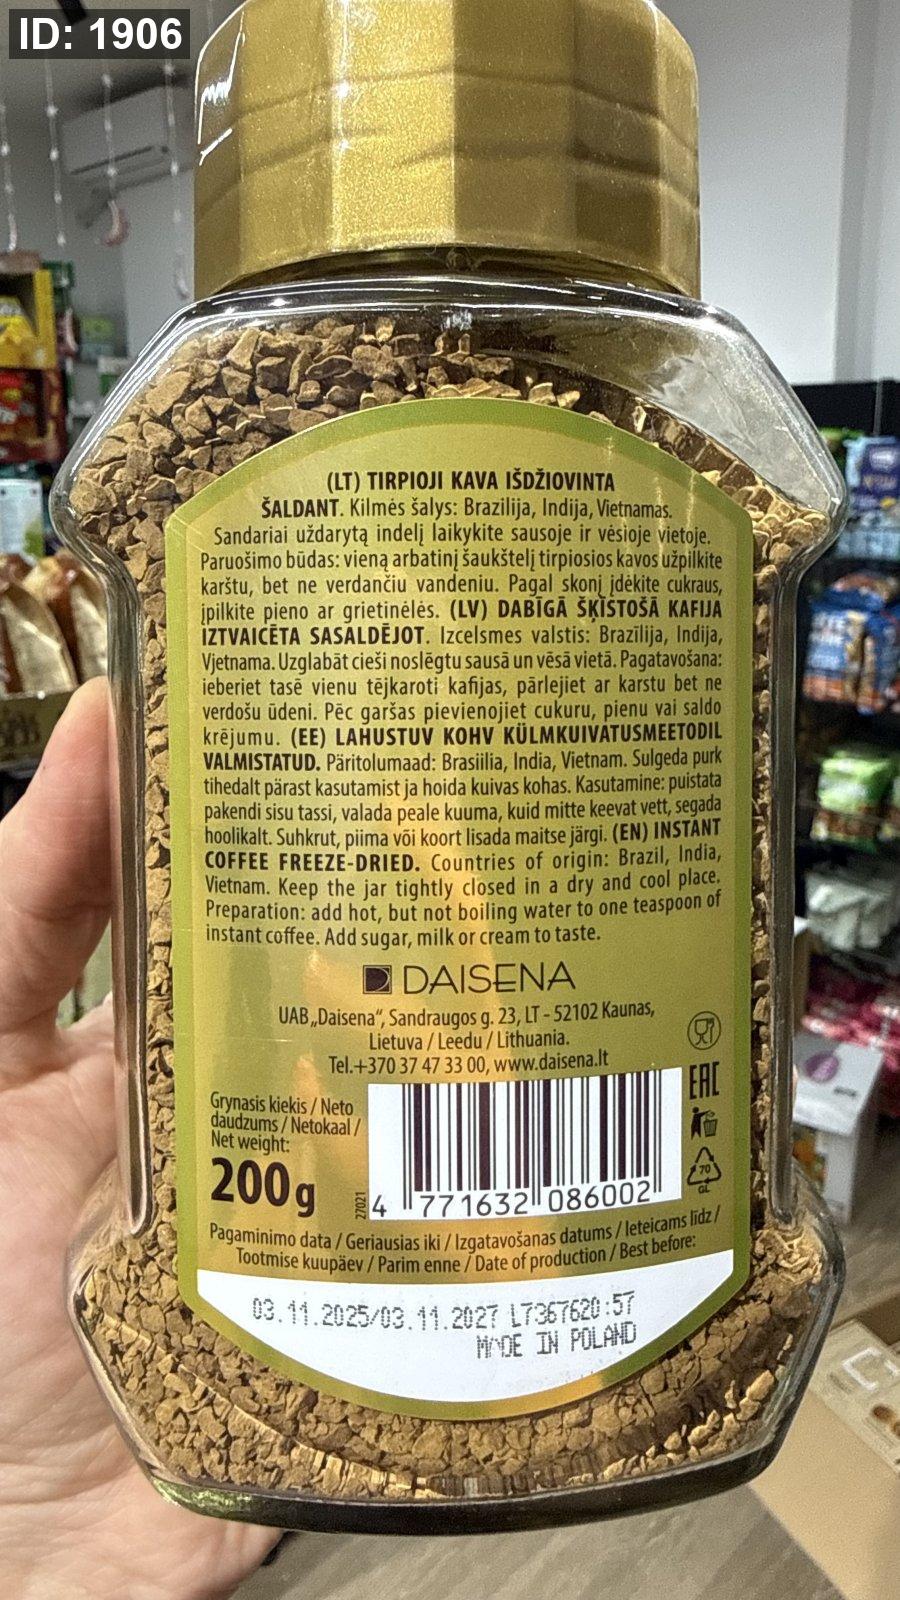 ID: 1906
(LT) TIRPIOJI KAVA IŠDŽIOVINTA
ŠALDANT. Kilmės šalys: Brazilija, Indija, Vietnamas.
Sandariai uždarytą indelį laikykite sausoje ir vėsioje vietoje.
Paruošimo būdas: vieną arbatinį šaukštelį tirpiosios kavos užpilkite
karštu, bet ne verdančiu vandeniu. Pagal skonį įdėkite cukraus,
įpilkite pieno ar grietinėlės. (LV) DABĪGĀ ŠĶĪSTOŠĀ KAFIJA
IZTVAICĒTA SASALDĒJOT. Izcelsmes valstis: Brazīlija, Indija,
Vjetnama. Uzglabāt cieši noslēgtu sausā un vēsā vietā. Pagatavošana:
ieberiet tasē vienu tējkaroti kafijas, pārlejiet ar karstu bet ne
verdošu ūdeni. Pēc garšas pievienojiet cukuru, pienu vai saldo
krējumu. (EE) LAHUSTUV KOHV KÜLMKUIVATUSMEETODIL
VALMISTATUD. Päritolumaad: Brasiilia, India, Vietnam. Sulgeda purk
tihedalt pärast kasutamist ja hoida kuivas kohas. Kasutamine: puistata
pakendi sisu tassi, valada peale kuuma, kuid mitte keevat vett, segada
hoolikalt. Suhkrut, piima või koort lisada maitse järgi. (EN) INSTANT
COFFEE FREEZE-DRIED. Countries of origin: Brazil, India,
Vietnam. Keep the jar tightly closed in a dry and cool place.
Preparation: add hot, but not boiling water to one teaspoon of
instant coffee. Add sugar, milk or cream to taste.
DAISENA
UAB „Daisena“, Sandraugos g. 23, LT - 52102 Kaunas,
Lietuva / Leedu / Lithuania.
Tel.+370 37 47 33 00, www.daisena.lt
EAC
Grynasis kiekis / Neto
daudzums / Netokaal /
Net weight:
200g
27021
4 771632 086002
70
GL
Pagaminimo data / Geriausias iki / Izgatavošanas datums / Ieteicams līdz /
Tootmise kuupäev / Parim enne / Date of production / Best before:
03.11.2025/03.11.2027 L7367620:57
MADE IN POLAND